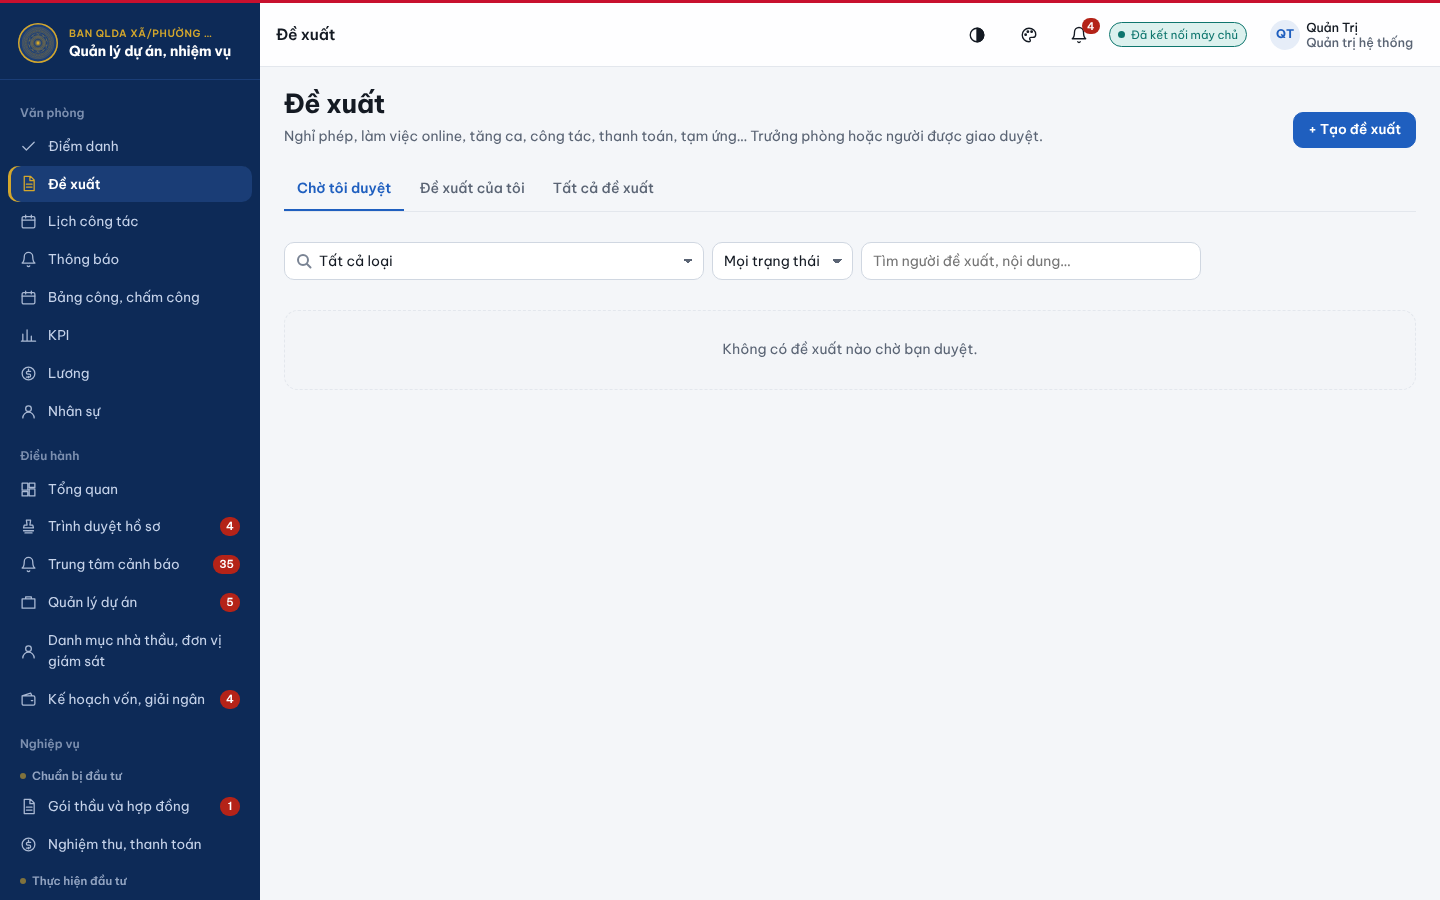 BAN QLDA XÃ/PHƯỜNG ...
Quản lý dự án, nhiệm vụ
Đề xuất
4
Đã kết nối máy chủ
QT
Quản Trị
Quản trị hệ thống
Văn phòng
Điểm danh
Đề xuất
Lịch công tác
Thông báo
Bảng công, chấm công
KPI
Lương
Nhân sự
Điều hành
Tổng quan
Trình duyệt hồ sơ 4
Trung tâm cảnh báo 35
Quản lý dự án 5
Danh mục nhà thầu, đơn vị
giám sát
Kế hoạch vốn, giải ngân 4
Nghiệp vụ
Chuẩn bị đầu tư
Gói thầu và hợp đồng 1
Nghiệm thu, thanh toán
Thực hiện đầu tư
Đề xuất
Nghỉ phép, làm việc online, tăng ca, công tác, thanh toán, tạm ứng... Trưởng phòng hoặc người được giao duyệt.
+ Tạo đề xuất
Chờ tôi duyệt Đề xuất của tôi Tất cả đề xuất
Tất cả loại Mọi trạng thái Tìm người đề xuất, nội dung...
Không có đề xuất nào chờ bạn duyệt.